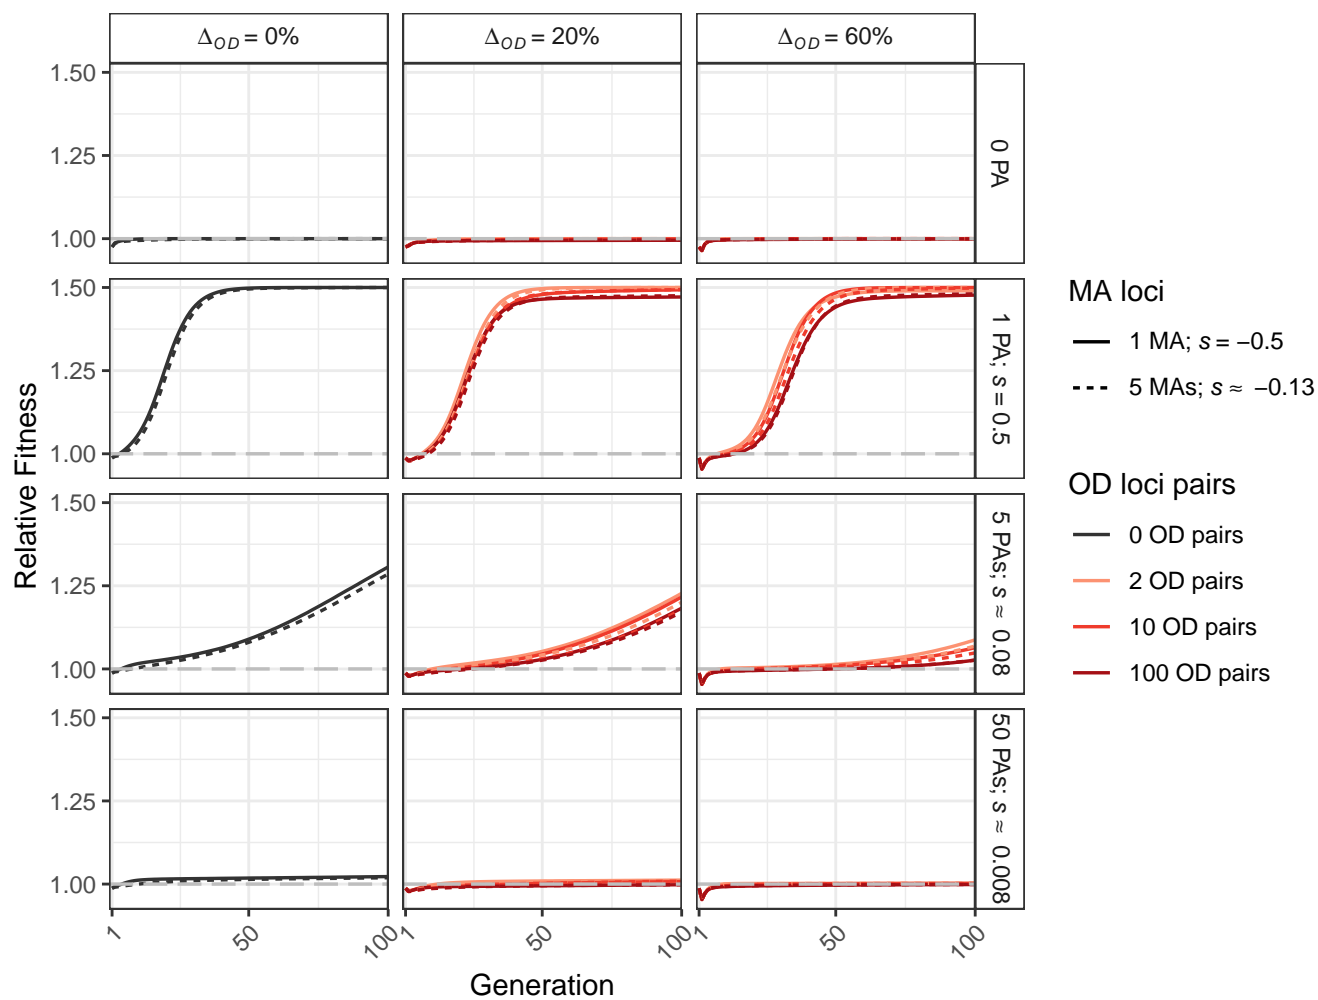 Δ_OD = 0%
Δ_OD = 20%
Δ_OD = 60%
1.50
1.25
1.00
0 PA
1.50
1.25
1.00
1 PA; s = 0.5
1.50
1.25
1.00
5 PAs; s ≈ 0.08
1.50
1.25
1.00
50 PAs; s ≈ 0.008
1
50
100
1
50
100
1
50
100
Relative Fitness
Generation
MA loci
1 MA; s = −0.5
5 MAs; s ≈ −0.13
OD loci pairs
0 OD pairs
2 OD pairs
10 OD pairs
100 OD pairs